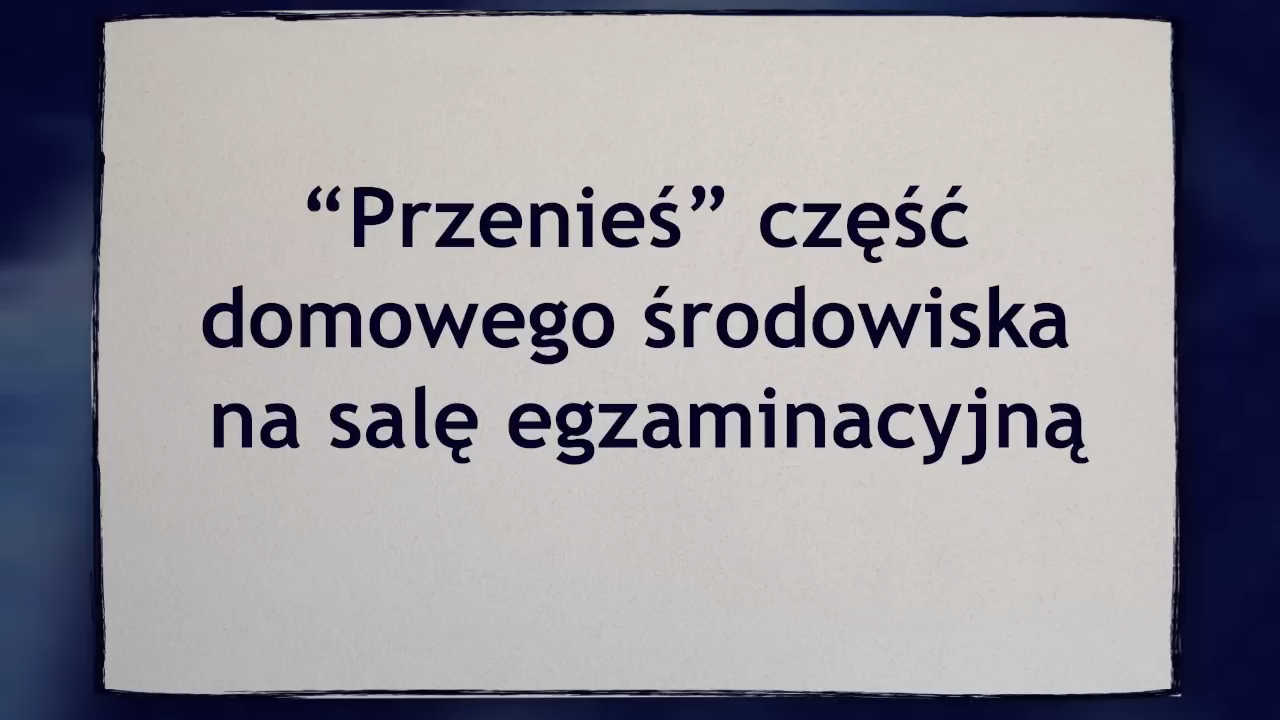 “Przenieś” część
domowego środowiska
na salę egzaminacyjną